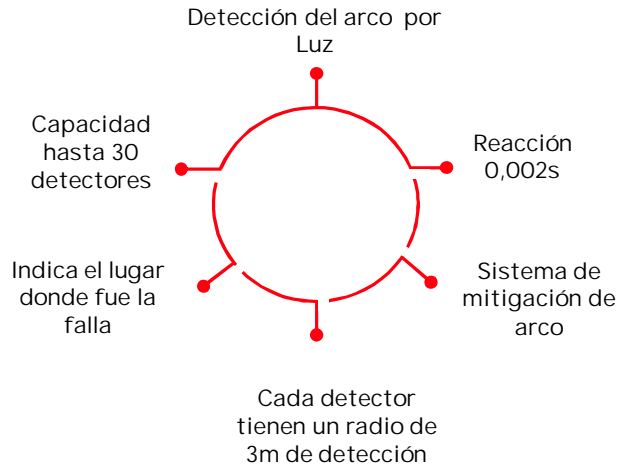 Detección del arco por
Luz
Capacidad
hasta 30
detectores
Reacción
0,002s
Indica el lugar
donde fue la
falla
Sistema de
mitigación de
arco
Cada detector
tienen un radio de
3m de detección